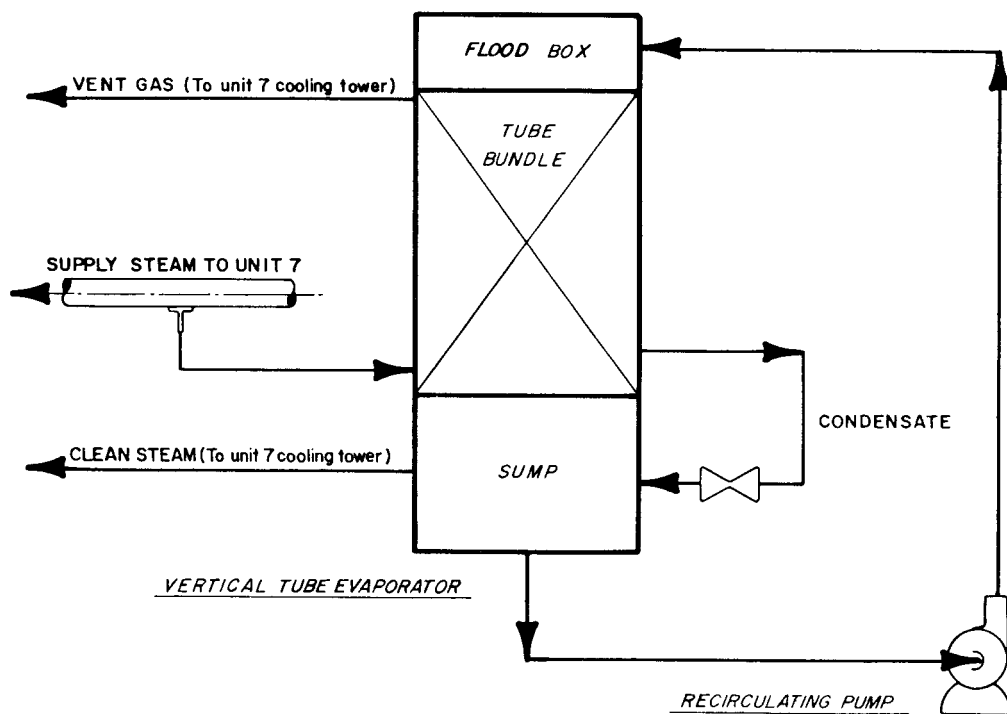 FLOOD BOX
VENT GAS (To unit 7 cooling tower)
TUBE
BUNDLE
SUPPLY STEAM TO UNIT 7
CONDENSATE
CLEAN STEAM (To unit 7 cooling tower)
SUMP
VERTICAL TUBE EVAPORATOR
RECIRCULATING PUMP